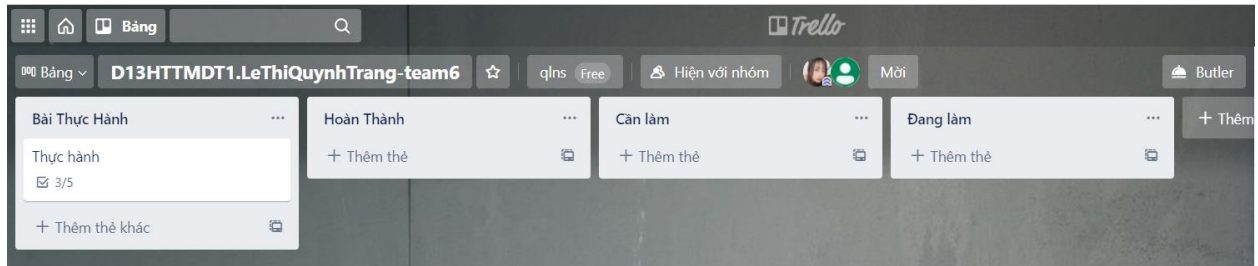 Bảng
Trello
Bảng
D13HTTMDT1.LeThiQuynhTrang-team6
qlns Free
Hiện với nhóm
Mời
Butler
Bài Thực Hành
Hoàn Thành
Cần làm
Đang làm
+ Thêm
Thực hành
3/5
+ Thêm thẻ
+ Thêm thẻ
+ Thêm thẻ
+ Thêm thẻ khác